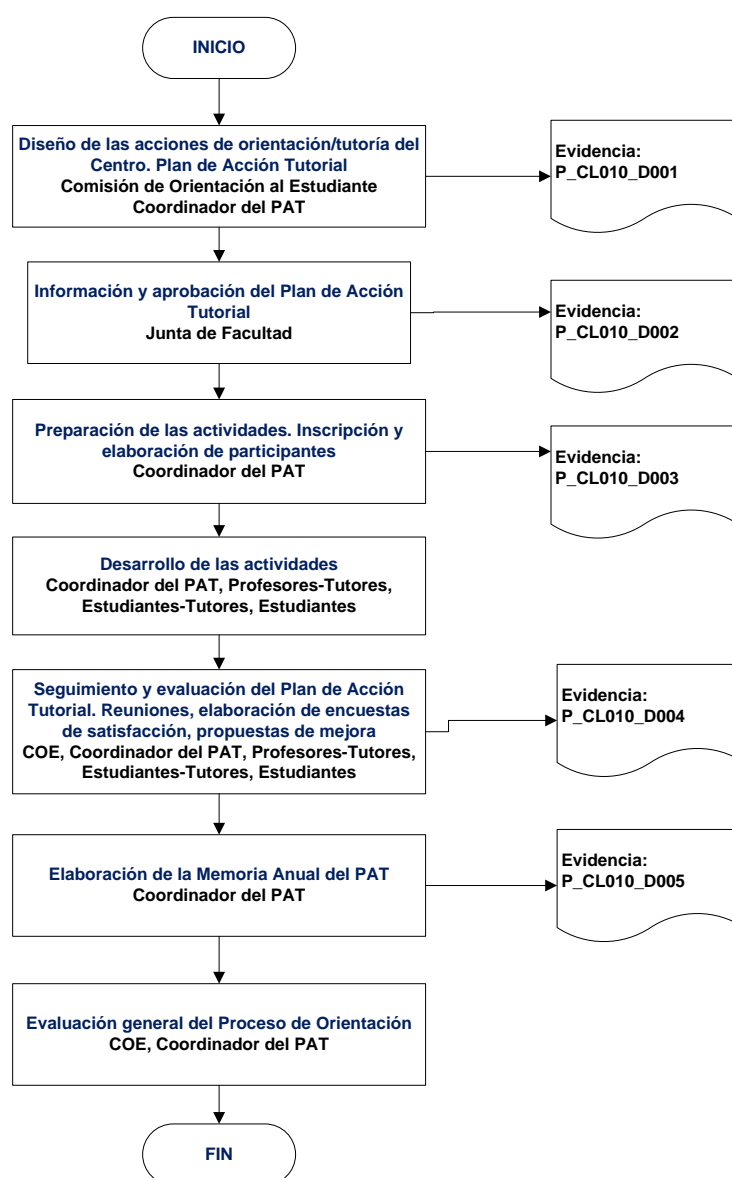 INICIO
Diseño de las acciones de orientación/tutoría del
Centro. Plan de Acción Tutorial
Comisión de Orientación al Estudiante
Coordinador del PAT
Evidencia:
P_CL010_D001
Información y aprobación del Plan de Acción
Tutorial
Junta de Facultad
Evidencia:
P_CL010_D002
Preparación de las actividades. Inscripción y
elaboración de participantes
Coordinador del PAT
Evidencia:
P_CL010_D003
Desarrollo de las actividades
Coordinador del PAT, Profesores-Tutores,
Estudiantes-Tutores, Estudiantes
Seguimiento y evaluación del Plan de Acción
Tutorial. Reuniones, elaboración de encuestas
de satisfacción, propuestas de mejora
COE, Coordinador del PAT, Profesores-Tutores,
Estudiantes-Tutores, Estudiantes
Evidencia:
P_CL010_D004
Elaboración de la Memoria Anual del PAT
Coordinador del PAT
Evidencia:
P_CL010_D005
Evaluación general del Proceso de Orientación
COE, Coordinador del PAT
FIN